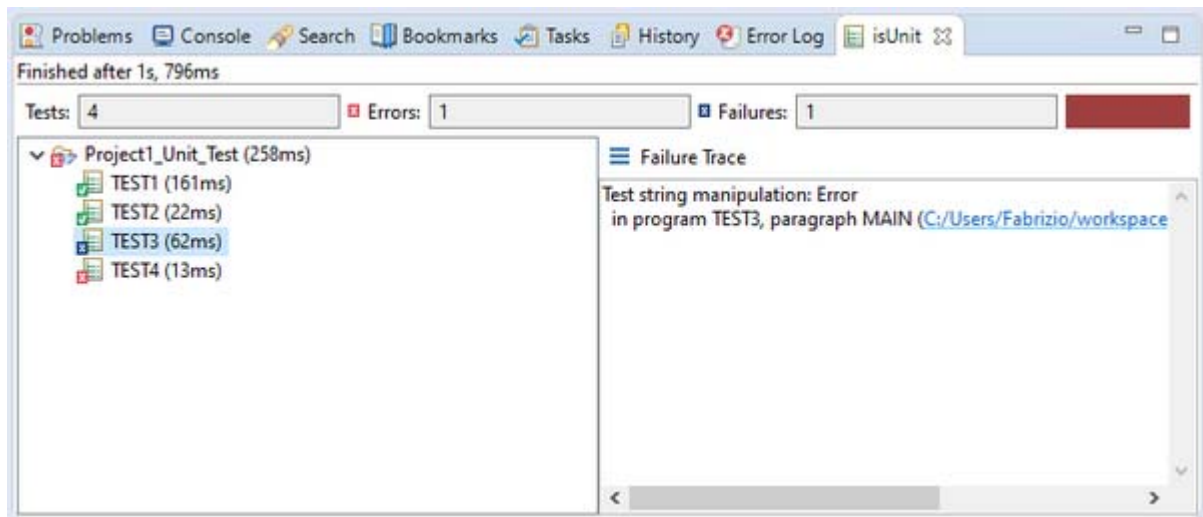 Problems Console Search Bookmarks Tasks History Error Log isUnit
Finished after 1s, 796ms
Tests: 4 Errors: 1 Failures: 1
Project1_Unit_Test (258ms)
TEST1 (161ms)
TEST2 (22ms)
TEST3 (62ms)
TEST4 (13ms)
Failure Trace
Test string manipulation: Error
in program TEST3, paragraph MAIN (C:/Users/Fabrizio/workspace